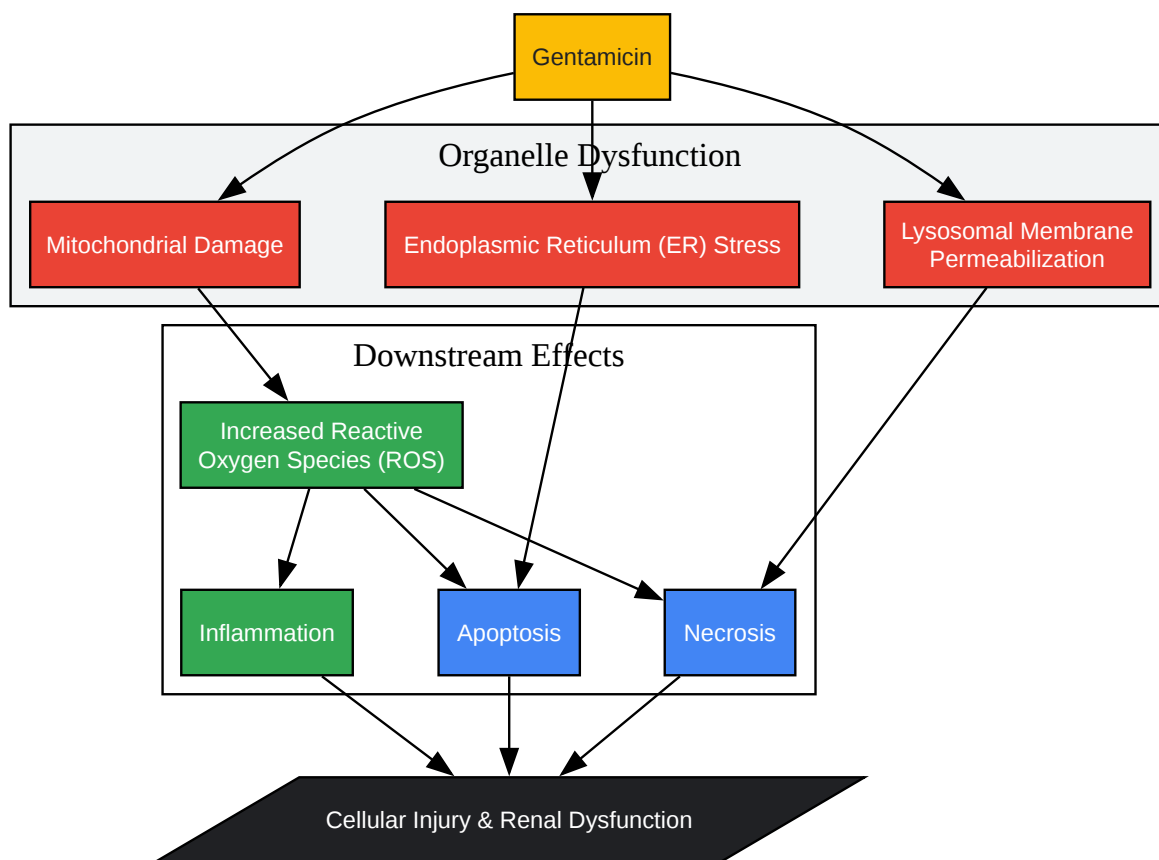 Gentamicin
Organelle Dysfunction
Mitochondrial Damage
Endoplasmic Reticulum (ER) Stress
Lysosomal Membrane
Permeabilization
Downstream Effects
Increased Reactive
Oxygen Species (ROS)
Inflammation
Apoptosis
Necrosis
Cellular Injury & Renal Dysfunction